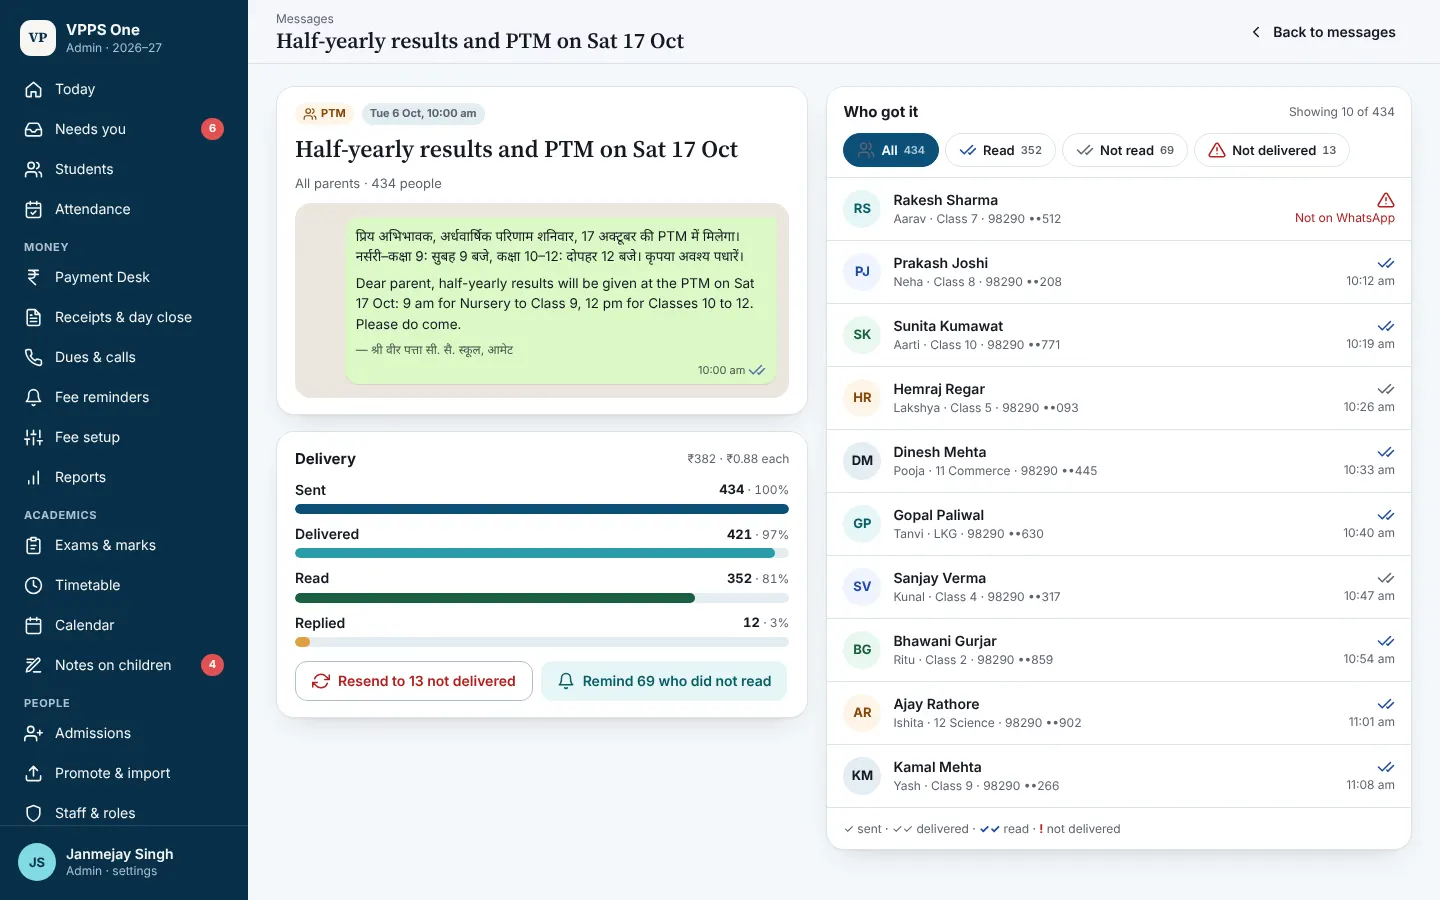 VP
VPPS One
Admin · 2026–27
Today
Needs you 6
Students
Attendance
MONEY
Payment Desk
Receipts & day close
Dues & calls
Fee reminders
Fee setup
Reports
ACADEMICS
Exams & marks
Timetable
Calendar
Notes on children 4
PEOPLE
Admissions
Promote & import
Staff & roles
JS
Janmejay Singh
Admin · settings
Messages
Half-yearly results and PTM on Sat 17 Oct
Back to messages
PTM
Tue 6 Oct, 10:00 am
Half-yearly results and PTM on Sat 17 Oct
All parents · 434 people
प्रिय अभिभावक, अर्धवार्षिक परिणाम शनिवार, 17 अक्टूबर की PTM में मिलेगा।
नर्सरी–कक्षा 9: सुबह 9 बजे, कक्षा 10–12: दोपहर 12 बजे। कृपया अवश्य पधारें।
Dear parent, half-yearly results will be given at the PTM on Sat
17 Oct: 9 am for Nursery to Class 9, 12 pm for Classes 10 to 12.
Please do come.
— श्री वीर पत्ता सी. सै. स्कूल, आमेट
10:00 am
Delivery
₹382 · ₹0.88 each
Sent
434 · 100%
Delivered
421 · 97%
Read
352 · 81%
Replied
12 · 3%
Resend to 13 not delivered
Remind 69 who did not read
Who got it
Showing 10 of 434
All 434
Read 352
Not read 69
Not delivered 13
RS
Rakesh Sharma
Aarav · Class 7 · 98290 ••512
Not on WhatsApp
PJ
Prakash Joshi
Neha · Class 8 · 98290 ••208
10:12 am
SK
Sunita Kumawat
Aarti · Class 10 · 98290 ••771
10:19 am
HR
Hemraj Regar
Lakshya · Class 5 · 98290 ••093
10:26 am
DM
Dinesh Mehta
Pooja · 11 Commerce · 98290 ••445
10:33 am
GP
Gopal Paliwal
Tanvi · LKG · 98290 ••630
10:40 am
SV
Sanjay Verma
Kunal · Class 4 · 98290 ••317
10:47 am
BG
Bhawani Gurjar
Ritu · Class 2 · 98290 ••859
10:54 am
AR
Ajay Rathore
Ishita · 12 Science · 98290 ••902
11:01 am
KM
Kamal Mehta
Yash · Class 9 · 98290 ••266
11:08 am
✓ sent · ✓✓ delivered · ✓✓ read · ! not delivered